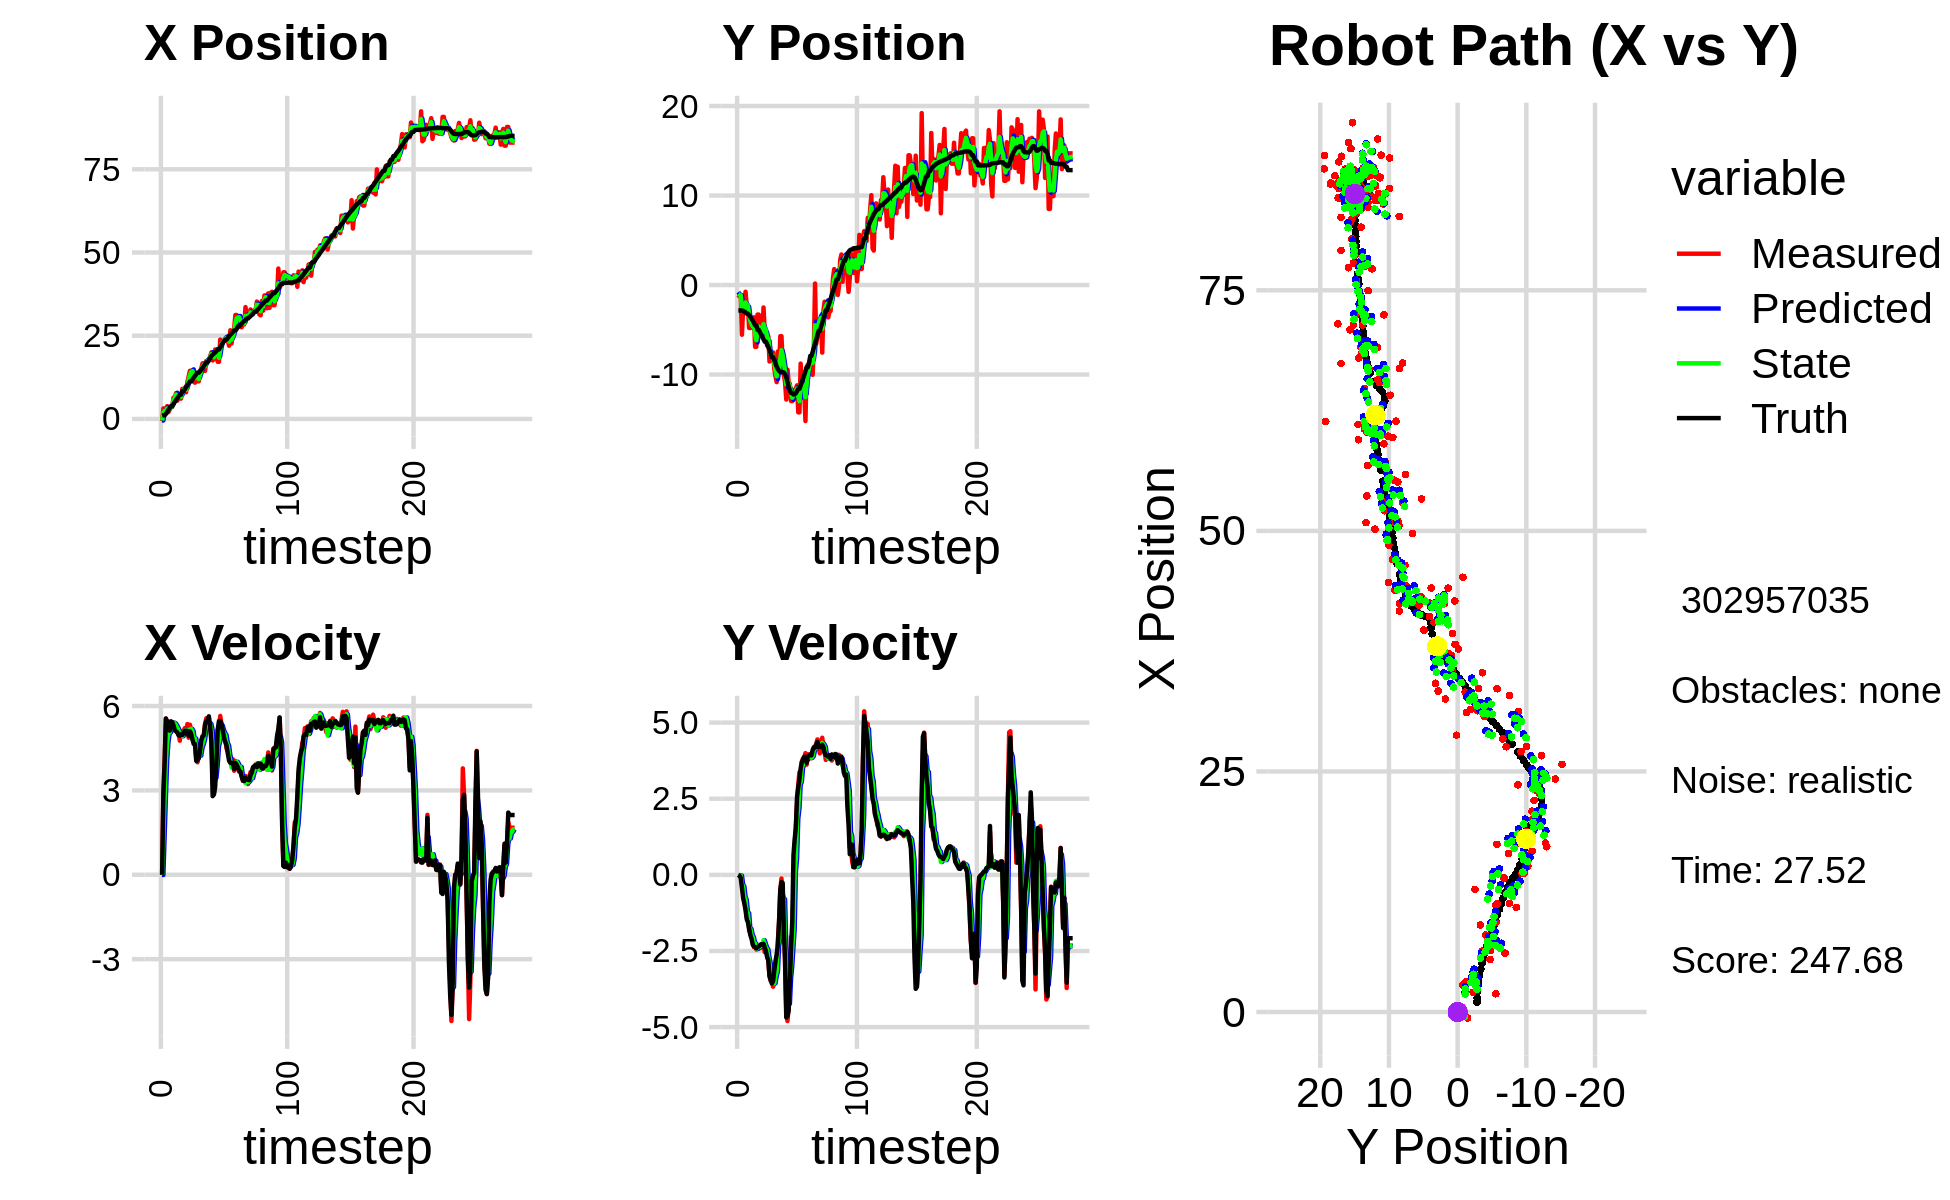 X Position
75
50
25
0
0
100
200
timestep
Y Position
20
10
0
-10
0
100
200
timestep
X Velocity
6
3
0
-3
0
100
200
timestep
Y Velocity
5.0
2.5
0.0
-2.5
-5.0
0
100
200
timestep
Robot Path (X vs Y)
X Position
75
50
25
0
20 10 0 -10 -20
Y Position
variable
Measured
Predicted
State
Truth
302957035
Obstacles: none
Noise: realistic
Time: 27.52
Score: 247.68